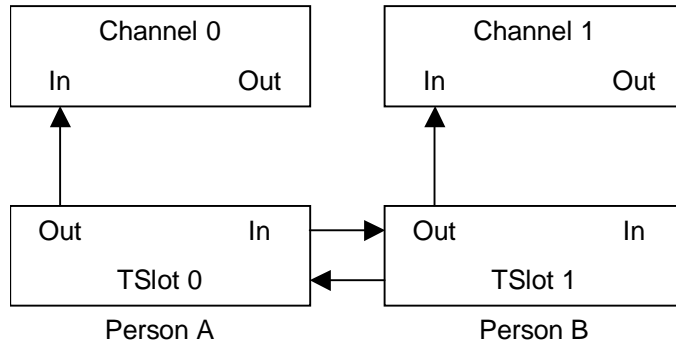 Channel 0
Channel 1
In Out
In Out
Out In
Out In
TSlot 0
TSlot 1
Person A
Person B